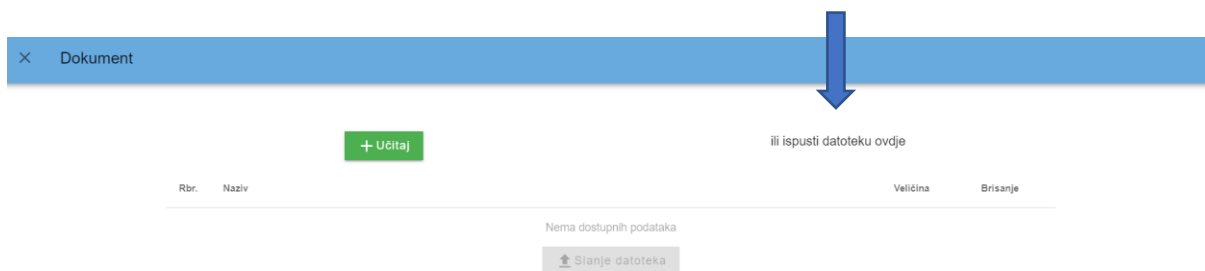 Dokument
+ Učitaj
ili ispusti datoteku ovdje
Rbr. Naziv Veličina Brisanje
Nema dostupnih podataka
Slanje datoteka